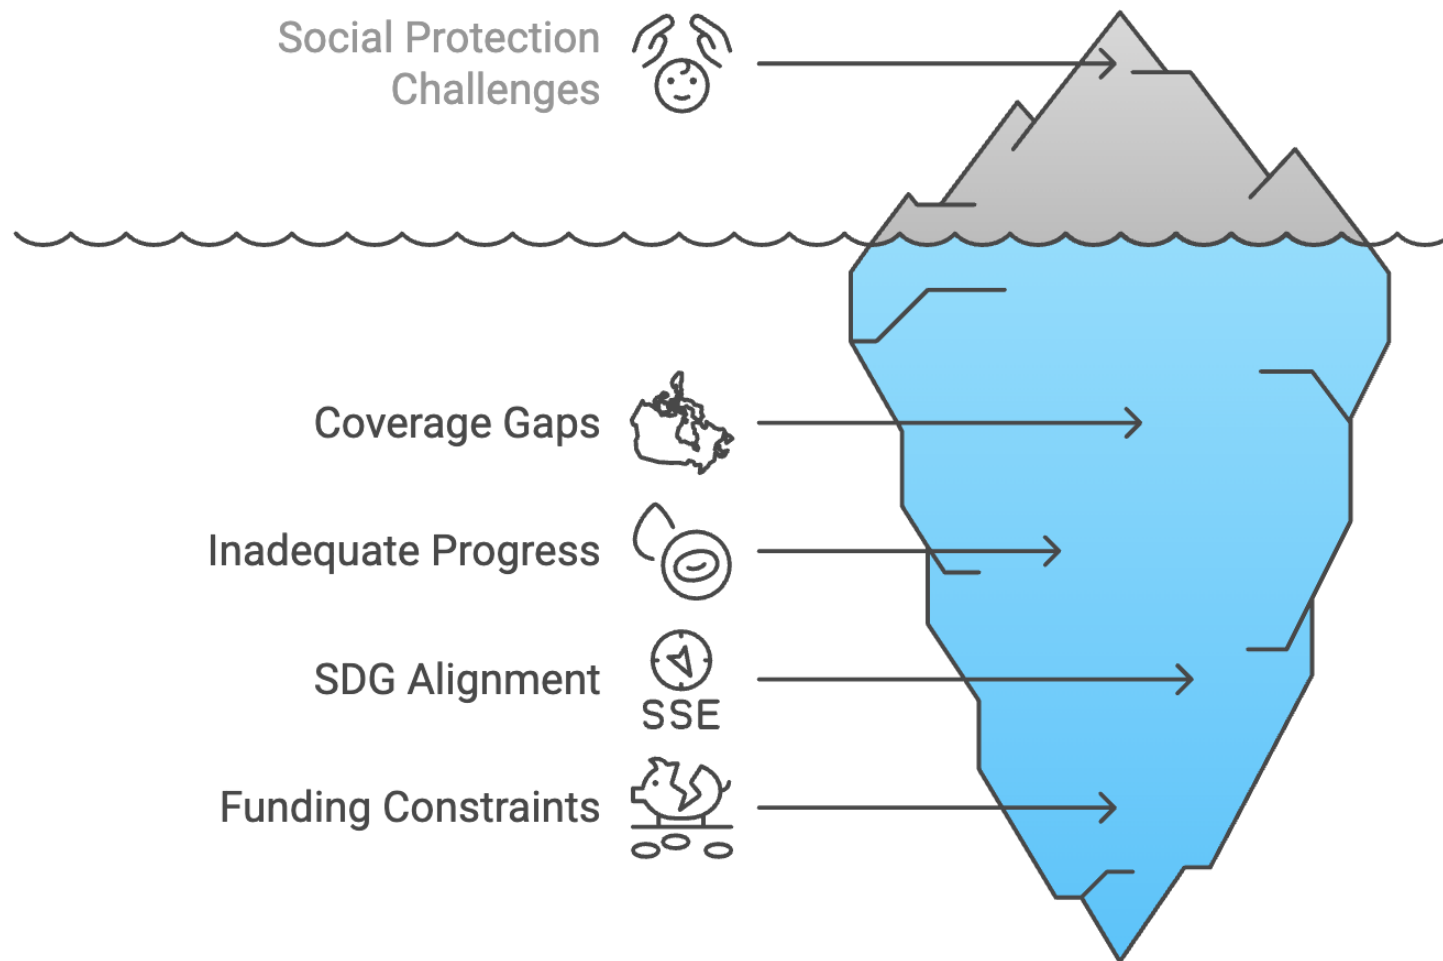 Social Protection
Challenges
Coverage Gaps
Inadequate Progress
SDG Alignment
SSE
Funding Constraints